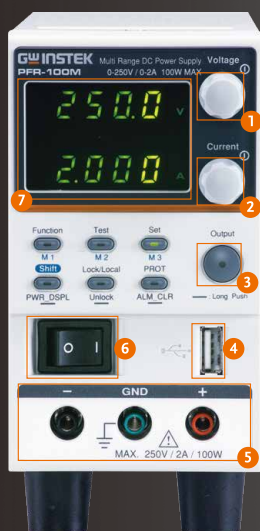 GWINSTEK Multi Range DC Power Supply Voltage
PFR-100M 0-250V / 0-2A 100W MAX
1
250.0 V
Current
2.000 A
7
2
Function Test Set Output
M 1 M 2 M 3
3
Shift Lock/Local PROT
PWR_DSPL Unlock ALM_CLR Long Push
O I
6
4
− GND +
MAX. 250V / 2A / 100W
5